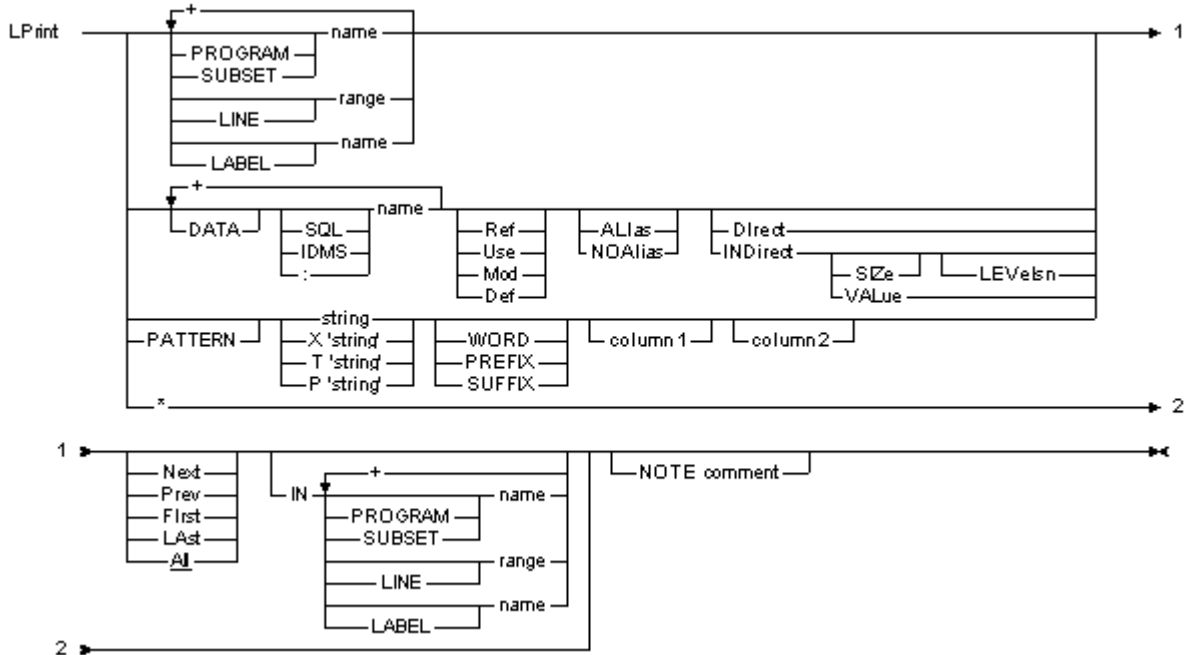 +
LPrint name 1
PROGRAM
SUBSET
range
LINE
name
LABEL
+
name
DATA SQL Ref ALIas DIrect
IDMS Use NOAlias INDirect
: Mod SIZe LEVelsn
Def VALue
string
PATTERN X 'string' WORD column1 column2
T 'string' PREFIX
P 'string' SUFFIX
* 2
1
Next + NOTE comment
Prev IN name
FIrst PROGRAM
LAst SUBSET
All range
LINE
name
LABEL
2